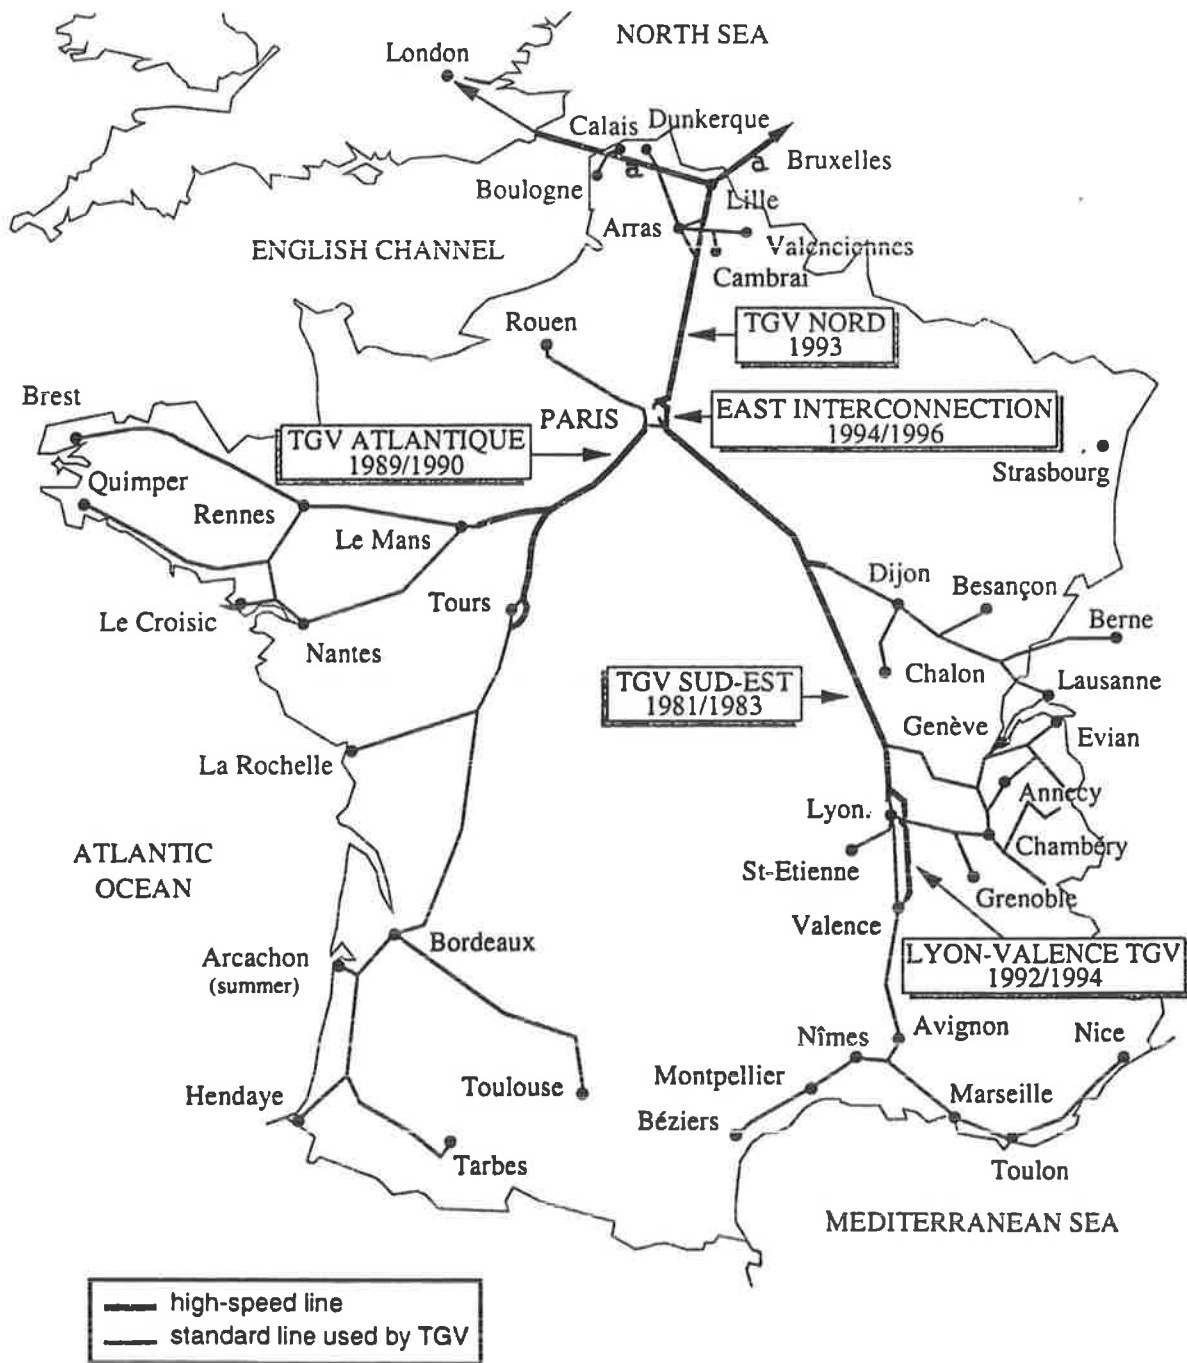 NORTH SEA
London
Calais
Dunkerque
a
a
Bruxelles
Boulogne
Lille
Arras
Valenciennes
ENGLISH CHANNEL
Cambrai
Rouen
TGV NORD
1993
Brest
PARIS
EAST INTERCONNECTION
1994/1996
TGV ATLANTIQUE
1989/1990
Strasbourg
Quimper
Rennes
Le Mans
Dijon
Besançon
Tours
Le Croisic
Berne
Nantes
Chalon
TGV SUD-EST
1981/1983
Lausanne
Genève
Evian
La Rochelle
Annecy
Lyon.
ATLANTIC
OCEAN
Chambéry
St-Etienne
Grenoble
Valence
Bordeaux
Arcachon
(summer)
LYON-VALENCE TGV
1992/1994
Avignon
Nîmes
Nice
Montpellier
Toulouse
Hendaye
Marseille
Béziers
Tarbes
Toulon
MEDITERRANEAN SEA
high-speed line
standard line used by TGV